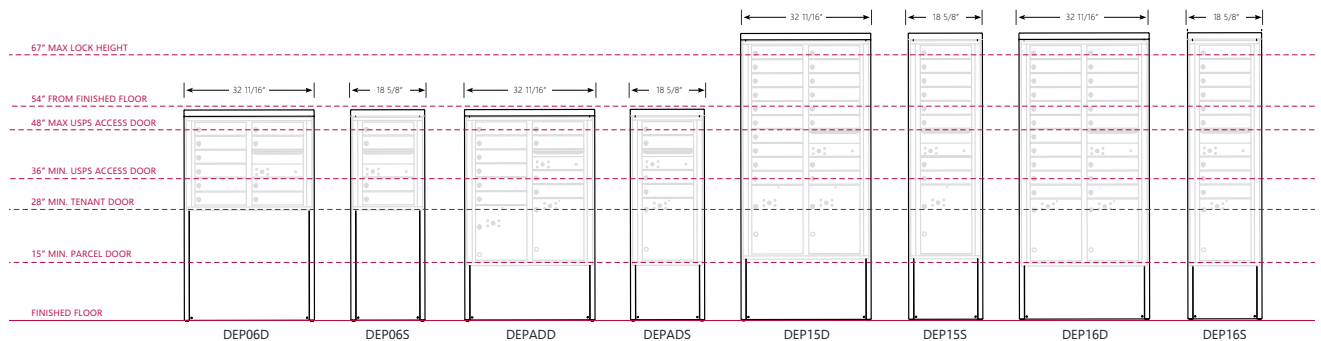 32 11/16" 18 5/8" 32 11/16" 18 5/8"
67" MAX LOCK HEIGHT
32 11/16" 18 5/8" 32 11/16" 18 5/8"
54" FROM FINISHED FLOOR
48" MAX USPS ACCESS DOOR
36" MIN. USPS ACCESS DOOR
28" MIN. TENANT DOOR
15" MIN. PARCEL DOOR
FINISHED FLOOR
DEP06D DEP06S DEPADD DEPADS DEP15D DEP15S DEP16D DEP16S